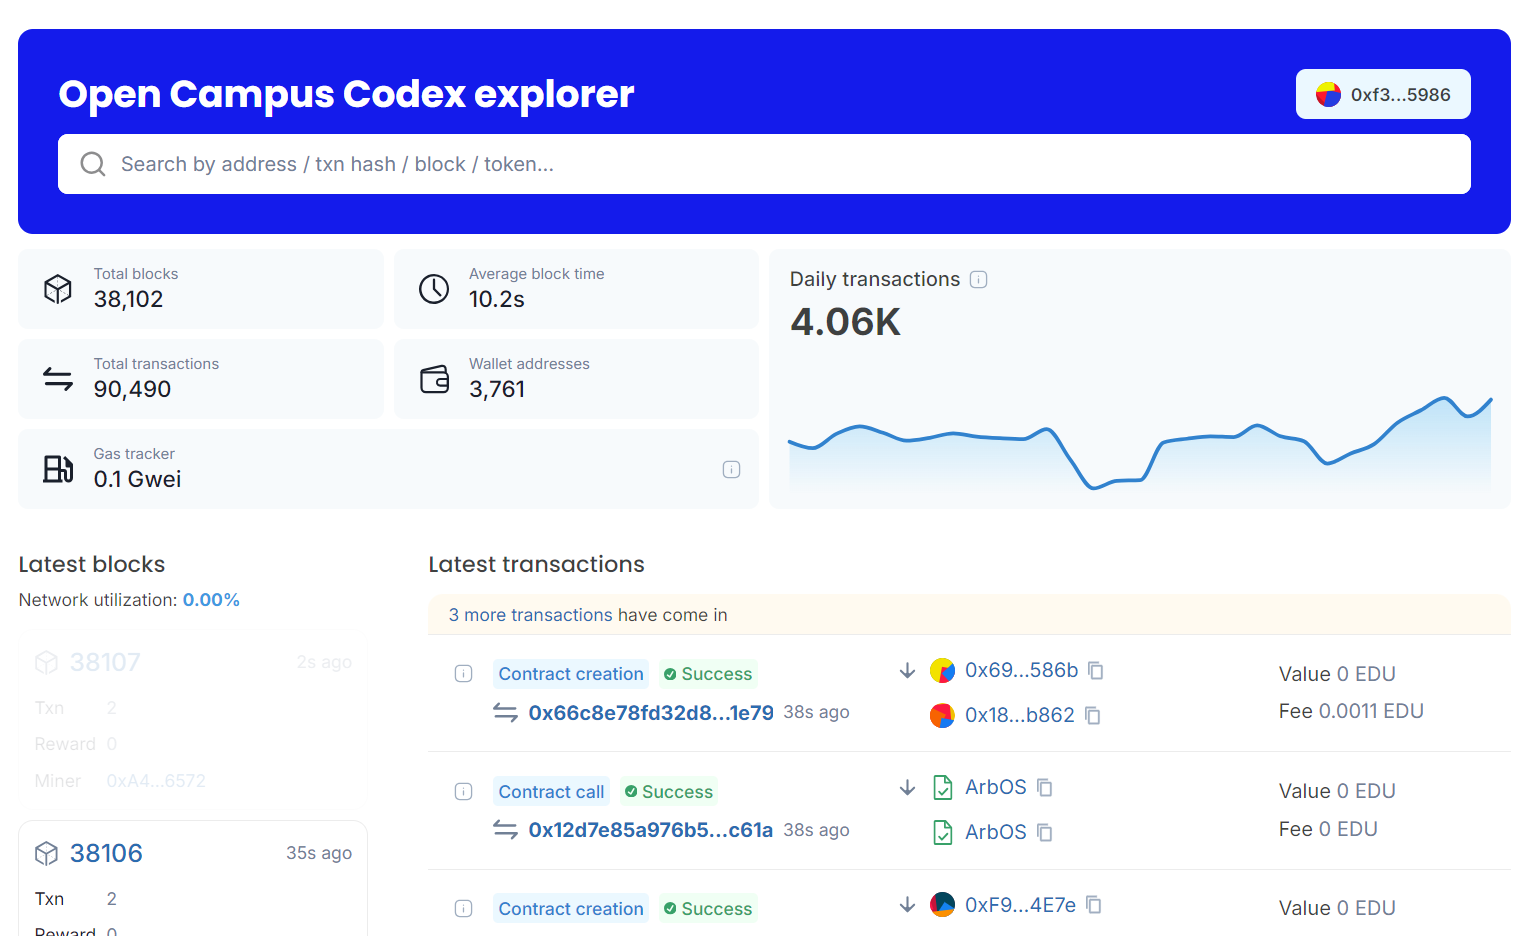 Open Campus Codex explorer
0xf3...5986
Search by address / txn hash / block / token...
Total blocks
38,102
Average block time
10.2s
Total transactions
90,490
Wallet addresses
3,761
Gas tracker
0.1 Gwei
Daily transactions
4.06K
Latest blocks
Network utilization: 0.00%
38107 2s ago
Txn 2
Reward 0
Miner 0xA4...6572
38106 35s ago
Txn 2
Reward 0
Latest transactions
3 more transactions have come in
Contract creation Success
0x66c8e78fd32d8...1e79 38s ago
0x69...586b
0x18...b862
Value 0 EDU
Fee 0.0011 EDU
Contract call Success
0x12d7e85a976b5...c61a 38s ago
ArbOS
ArbOS
Value 0 EDU
Fee 0 EDU
Contract creation Success
0xF9...4E7e
Value 0 EDU